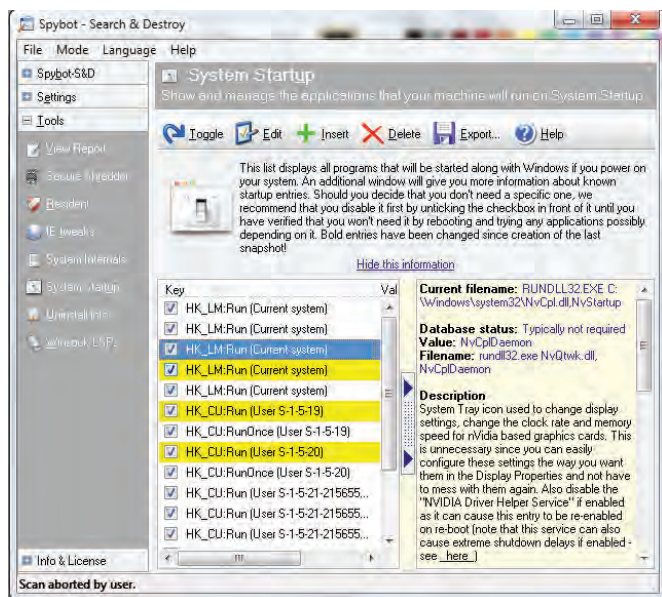 Spybot - Search & Destroy
File Mode Language Help
Spybot-S&D
Settings
Tools
View Report
Secure Shredder
Resident
IE tweaks
System Internals
System Startup
Uninstall Info
Winsock LSPs
Info & License
System Startup
Show and manage the applications that your machine will run on System Startup
Toggle Edit Insert Delete Export... Help
This list displays all programs that will be started along with Windows if you power on
your system. An additional window will give you more information about known
startup entries. Should you decide that you don't need a specific one, we
recommend that you disable it first by unticking the checkbox in front of it until you
have verified that you won't need it by rebooting and trying any applications possibly
depending on it. Bold entries have been changed since creation of the last
snapshot!
Hide this information
Key Val
HK_LM:Run (Current system)
HK_LM:Run (Current system)
HK_LM:Run (Current system)
HK_LM:Run (Current system)
HK_LM:Run (Current system)
HK_CU:Run (User S-1-5-19)
HK_CU:RunOnce (User S-1-5-19)
HK_CU:Run (User S-1-5-20)
HK_CU:RunOnce (User S-1-5-20)
HK_CU:Run (User S-1-5-21-215655...
HK_CU:Run (User S-1-5-21-215655...
HK_CU:Run (User S-1-5-21-215655...
Current filename: RUNDLL32.EXE C:
\Windows\system32\NvCpl.dll,NvStartup
Database status: Typically not required
Value: NvCplDaemon
Filename: rundll32.exe NvQtwk.dll,
NvCplDaemon
Description
System Tray icon used to change display
settings, change the clock rate and memory
speed for nVidia based graphics cards. This
is unnecessary since you can easily
configure these settings the way you want
them in the Display Properties and not have
to mess with them again. Also disable the
"NVIDIA Driver Helper Service" if enabled
as it can cause this entry to be re-enabled
on re-boot (note that this service can also
cause extreme shutdown delays if enabled -
see here )
Scan aborted by user.